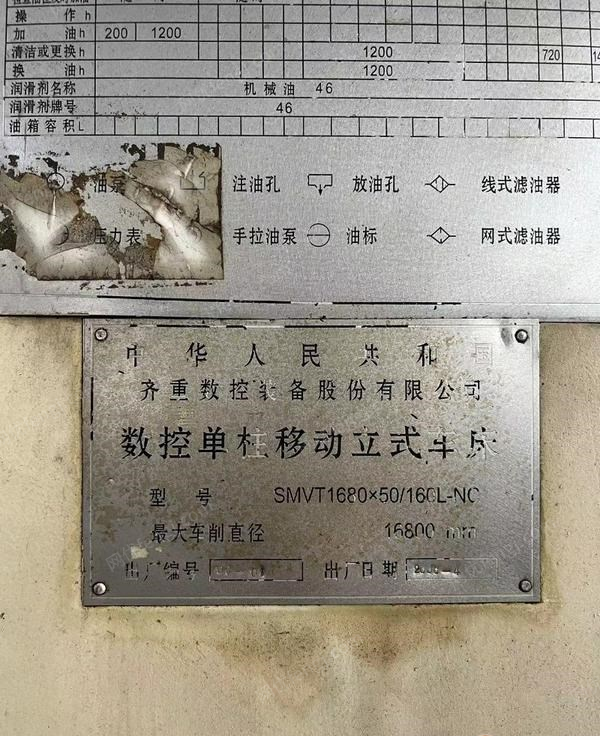 操 作 h
加 油 h 200 1200
清洁或更换 h 1200 720
换 油 h 1200
润滑剂名称 机械油 46
润滑剂牌号 46
油箱容积 L
油泵 注油孔 放油孔 线式滤油器
压力表 手拉油泵 油标 网式滤油器
中华人民共和国
齐重数控装备股份有限公司
数控单柱移动立式车床
型 号 SMVT1680×50/160L-NC
最大车削直径 16800 mm
出厂编号 出厂日期